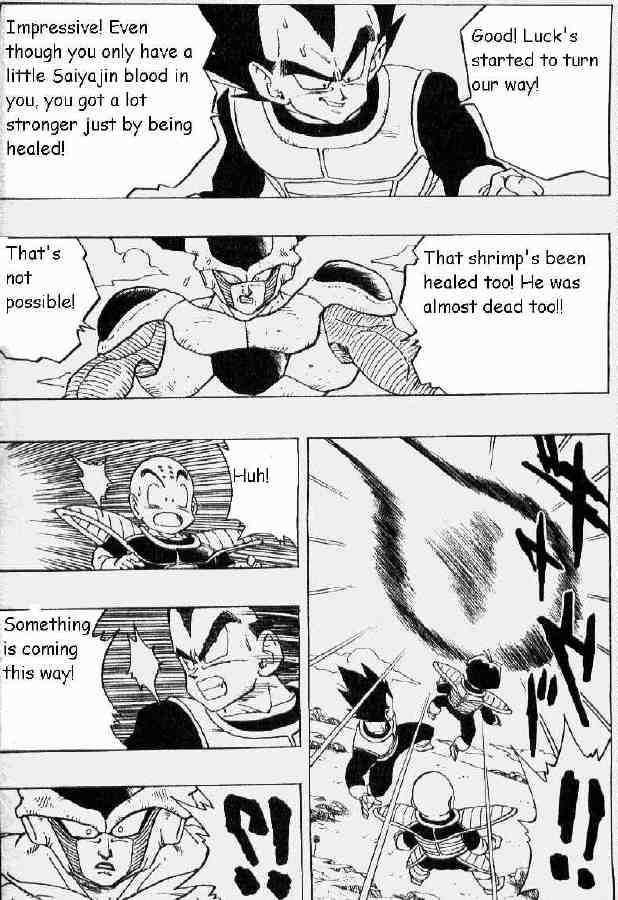 Impressive! Even
though you only have a
little Saiyajin blood in
you, you got a lot
stronger just by being
healed!
Good! Luck's
started to turn
our way!
That's
not
possible!
That shrimp's been
healed too! He was
almost dead too!!
Huh!
Something
is coming
this way!
?!
!!